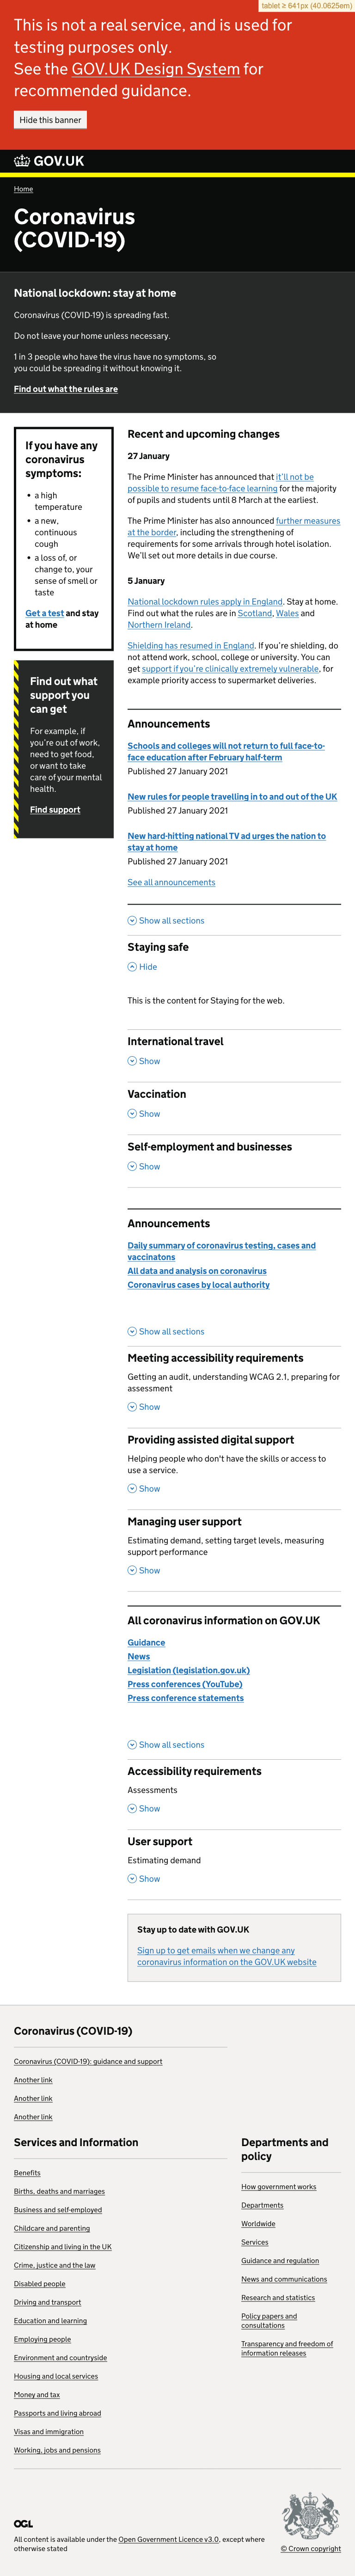 tablet ≥ 641px (40.0625em)
This is not a real service, and is used for
testing purposes only.
See the GOV.UK Design System for
recommended guidance.
Hide this banner
GOV.UK
Home
Coronavirus
(COVID-19)
National lockdown: stay at home
Coronavirus (COVID-19) is spreading fast.
Do not leave your home unless necessary.
1 in 3 people who have the virus have no symptoms, so
you could be spreading it without knowing it.
Find out what the rules are
If you have any
coronavirus
symptoms:
• a high
temperature
• a new,
continuous
cough
• a loss of, or
change to, your
sense of smell or
taste
Get a test and stay
at home
Find out what
support you
can get
For example, if
you're out of work,
need to get food,
or want to take
care of your mental
health.
Find support
Recent and upcoming changes
27 January
The Prime Minister has announced that it'll not be
possible to resume face-to-face learning for the majority
of pupils and students until 8 March at the earliest.
The Prime Minister has also announced further measures
at the border, including the strengthening of
requirements for some arrivals through hotel isolation.
We'll set out more details in due course.
5 January
National lockdown rules apply in England. Stay at home.
Find out what the rules are in Scotland, Wales and
Northern Ireland.
Shielding has resumed in England. If you're shielding, do
not attend work, school, college or university. You can
get support if you're clinically extremely vulnerable, for
example priority access to supermarket deliveries.
Announcements
Schools and colleges will not return to full face-to-
face education after February half-term
Published 27 January 2021
New rules for people travelling in to and out of the UK
Published 27 January 2021
New hard-hitting national TV ad urges the nation to
stay at home
Published 27 January 2021
See all announcements
Show all sections
Staying safe
Hide
This is the content for Staying for the web.
International travel
Show
Vaccination
Show
Self-employment and businesses
Show
Announcements
Daily summary of coronavirus testing, cases and
vaccinatons
All data and analysis on coronavirus
Coronavirus cases by local authority
Show all sections
Meeting accessibility requirements
Getting an audit, understanding WCAG 2.1, preparing for
assessment
Show
Providing assisted digital support
Helping people who don't have the skills or access to
use a service.
Show
Managing user support
Estimating demand, setting target levels, measuring
support performance
Show
All coronavirus information on GOV.UK
Guidance
News
Legislation (legislation.gov.uk)
Press conferences (YouTube)
Press conference statements
Show all sections
Accessibility requirements
Assessments
Show
User support
Estimating demand
Show
Stay up to date with GOV.UK
Sign up to get emails when we change any
coronavirus information on the GOV.UK website
Coronavirus (COVID-19)
Coronavirus (COVID-19): guidance and support
Another link
Another link
Another link
Services and Information
Benefits
Births, deaths and marriages
Business and self-employed
Childcare and parenting
Citizenship and living in the UK
Crime, justice and the law
Disabled people
Driving and transport
Education and learning
Employing people
Environment and countryside
Housing and local services
Money and tax
Passports and living abroad
Visas and immigration
Working, jobs and pensions
Departments and
policy
How government works
Departments
Worldwide
Services
Guidance and regulation
News and communications
Research and statistics
Policy papers and
consultations
Transparency and freedom of
information releases
OGL
All content is available under the Open Government Licence v3.0, except where
otherwise stated
© Crown copyright